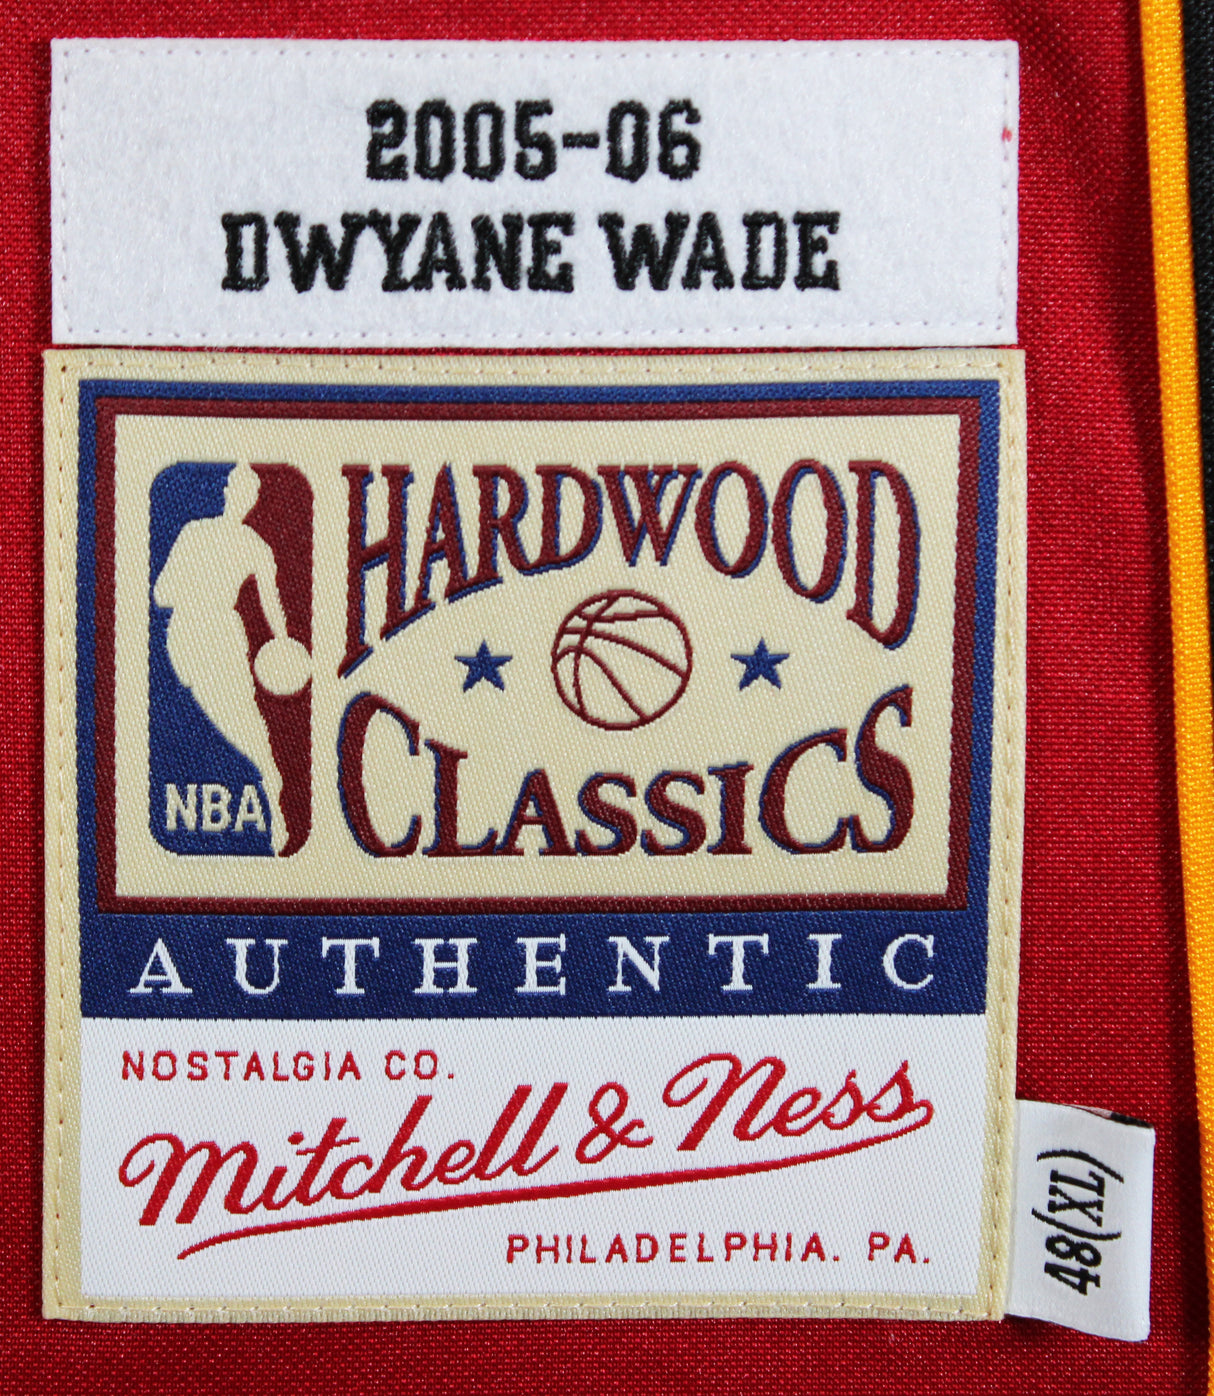 2005-06
DWYANE WADE
HARDWOOD
CLASSICS
NBA
AUTHENTIC
NOSTALGIA CO.
Mitchell & Ness
PHILADELPHIA. PA.
48(XL)